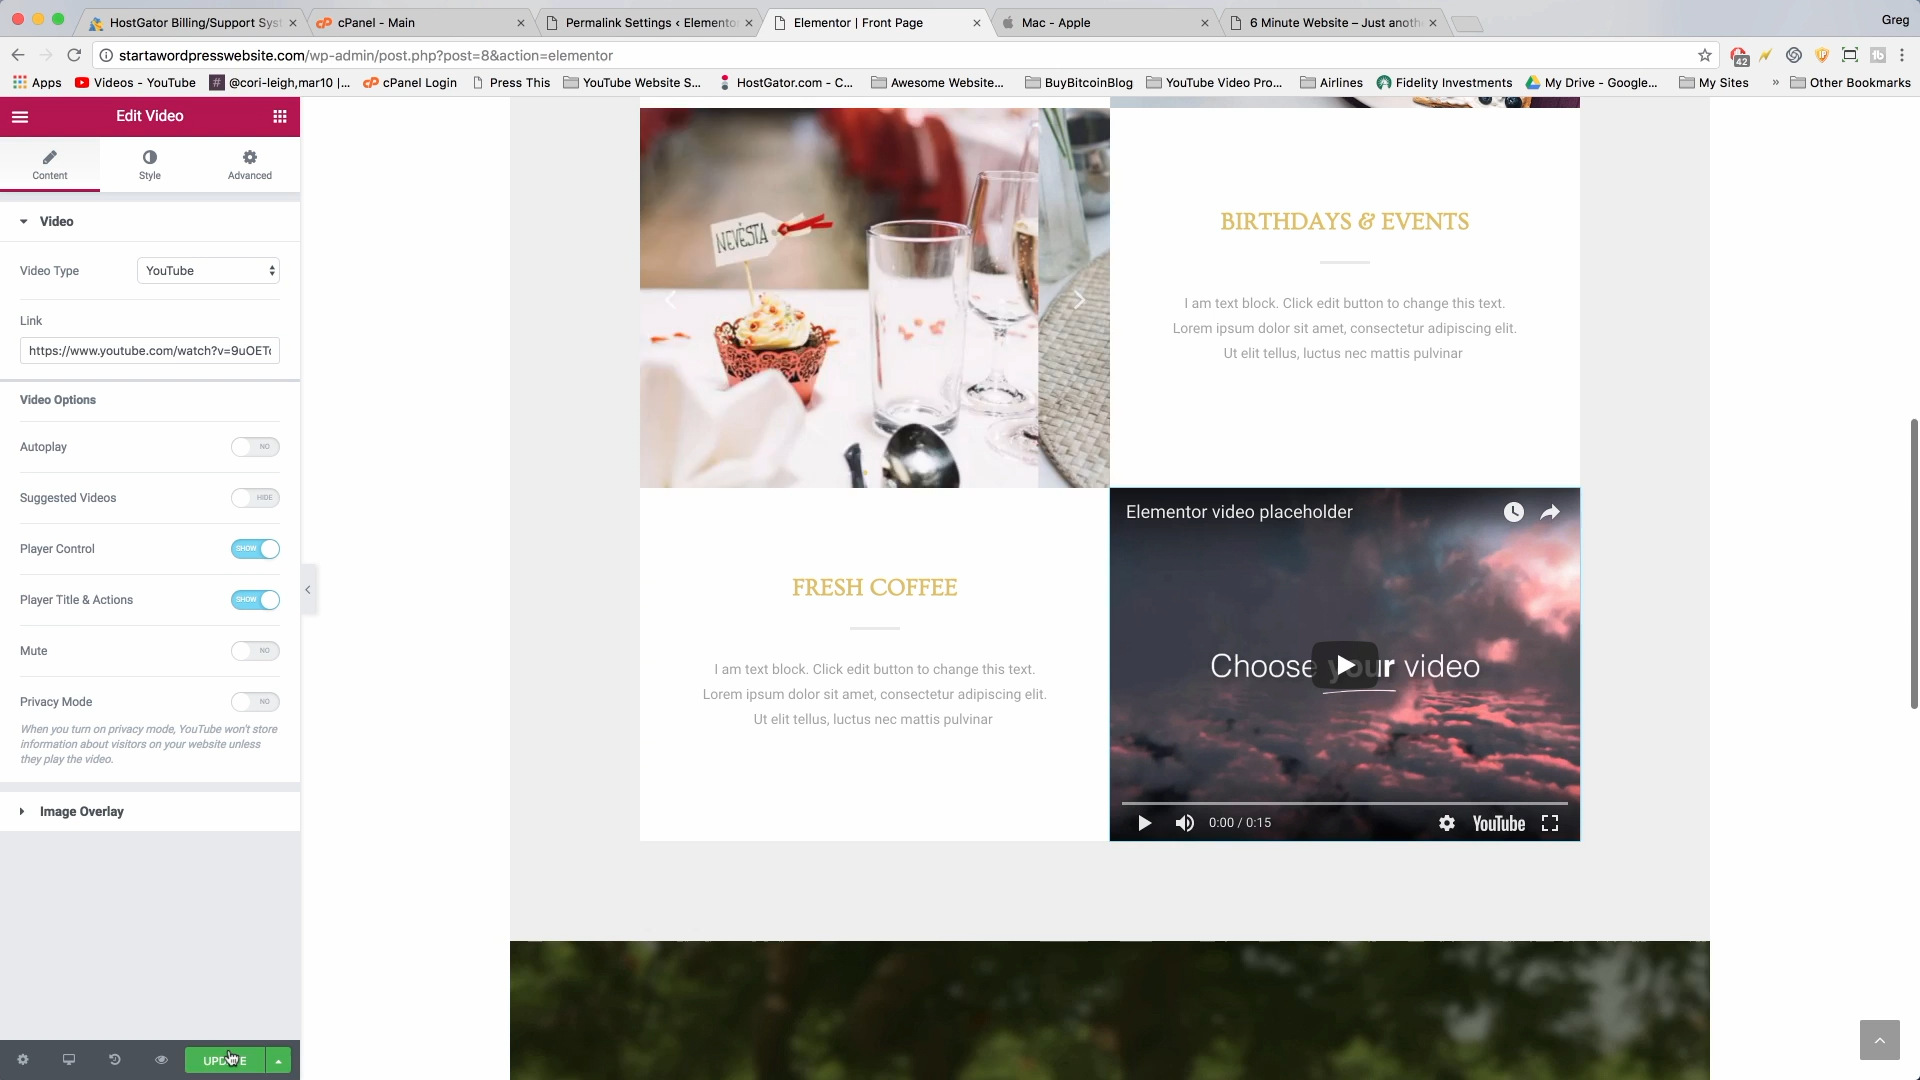 HostGator Billing/Support Syst
cPanel - Main
Permalink Settings ‹ Elemento
Elementor | Front Page
Mac - Apple
6 Minute Website – Just anoth
Greg
startawordpresswebsite.com/wp-admin/post.php?post=8&action=elementor
42
Apps
Videos - YouTube
@cori-leigh,mar10 |...
cPanel Login
Press This
YouTube Website S...
HostGator.com - C...
Awesome Website...
BuyBitcoinBlog
YouTube Video Pro...
Airlines
Fidelity Investments
My Drive - Google...
My Sites
»
Other Bookmarks
Edit Video
Content
Style
Advanced
Video
Video Type
YouTube
Link
https://www.youtube.com/watch?v=9uOETc
Video Options
Autoplay
NO
Suggested Videos
HIDE
Player Control
SHOW
Player Title & Actions
SHOW
Mute
NO
Privacy Mode
NO
When you turn on privacy mode, YouTube won't store
information about visitors on your website unless
they play the video.
Image Overlay
NEVĚSTA
BIRTHDAYS & EVENTS
I am text block. Click edit button to change this text.
Lorem ipsum dolor sit amet, consectetur adipiscing elit.
Ut elit tellus, luctus nec mattis pulvinar
FRESH COFFEE
I am text block. Click edit button to change this text.
Lorem ipsum dolor sit amet, consectetur adipiscing elit.
Ut elit tellus, luctus nec mattis pulvinar
Elementor video placeholder
Choose your video
0:00 / 0:15
YouTube
UPDATE